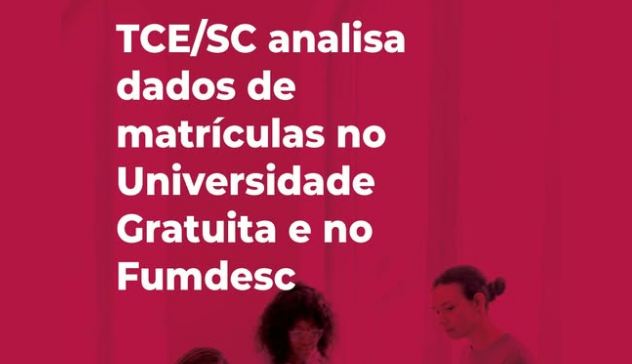 TCE/SC analisa
dados de
matrículas no
Universidade
Gratuita e no
Fumdesc